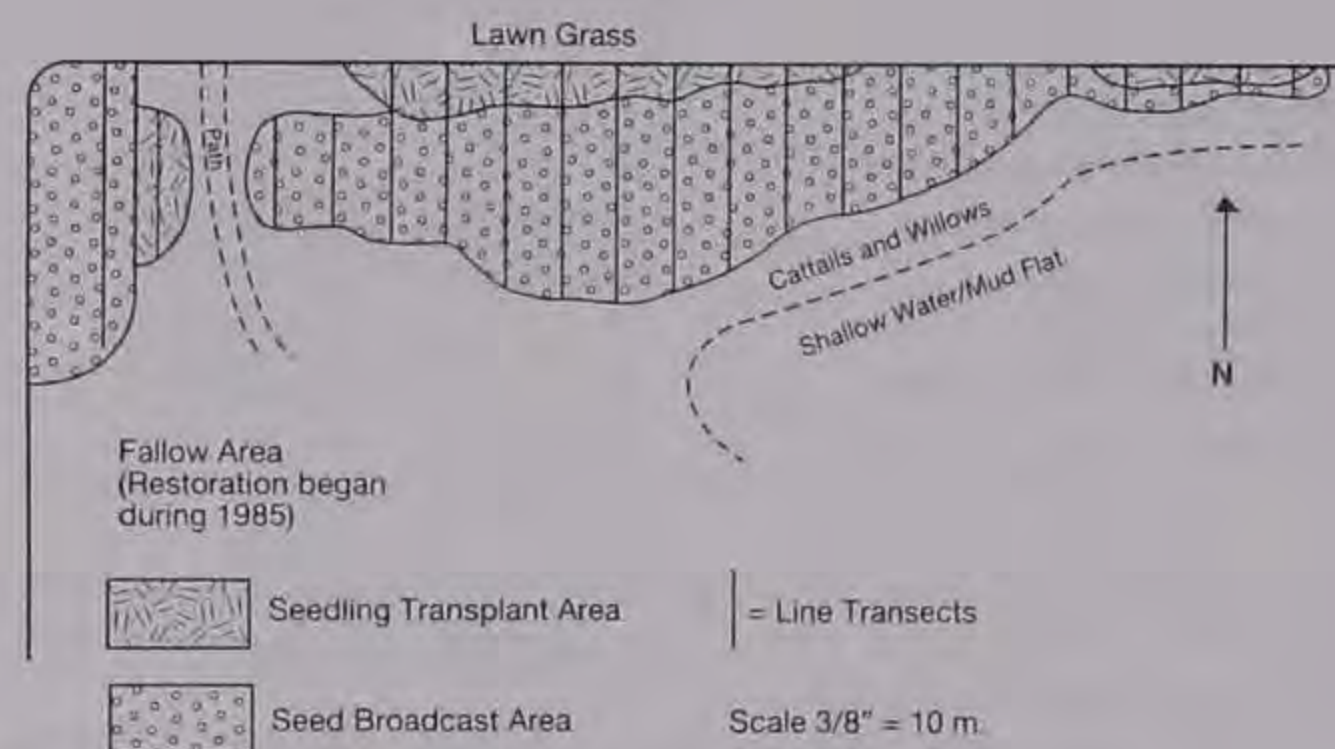 Lawn Grass
Path
Cattails and Willows
Shallow Water/Mud Flat
N
Fallow Area
(Restoration began
during 1985)
Seedling Transplant Area
= Line Transects
Seed Broadcast Area
Scale 3/8" = 10 m.